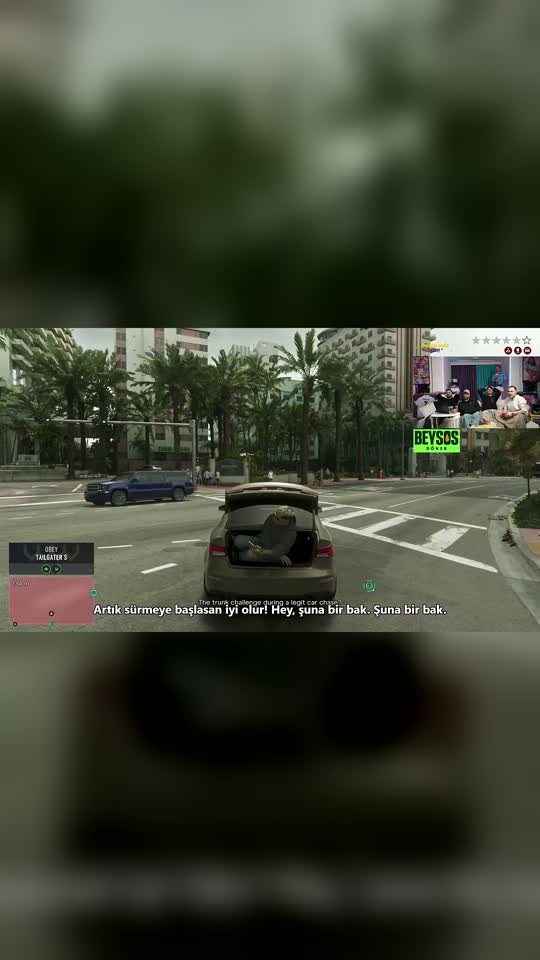 BEYSOS
DÖNER
OBEY
TAILGATER S
134 m
The trunk challenge during a legit car chase?
Artık sürmeye başlasan iyi olur! Hey, şuna bir bak. Şuna bir bak.